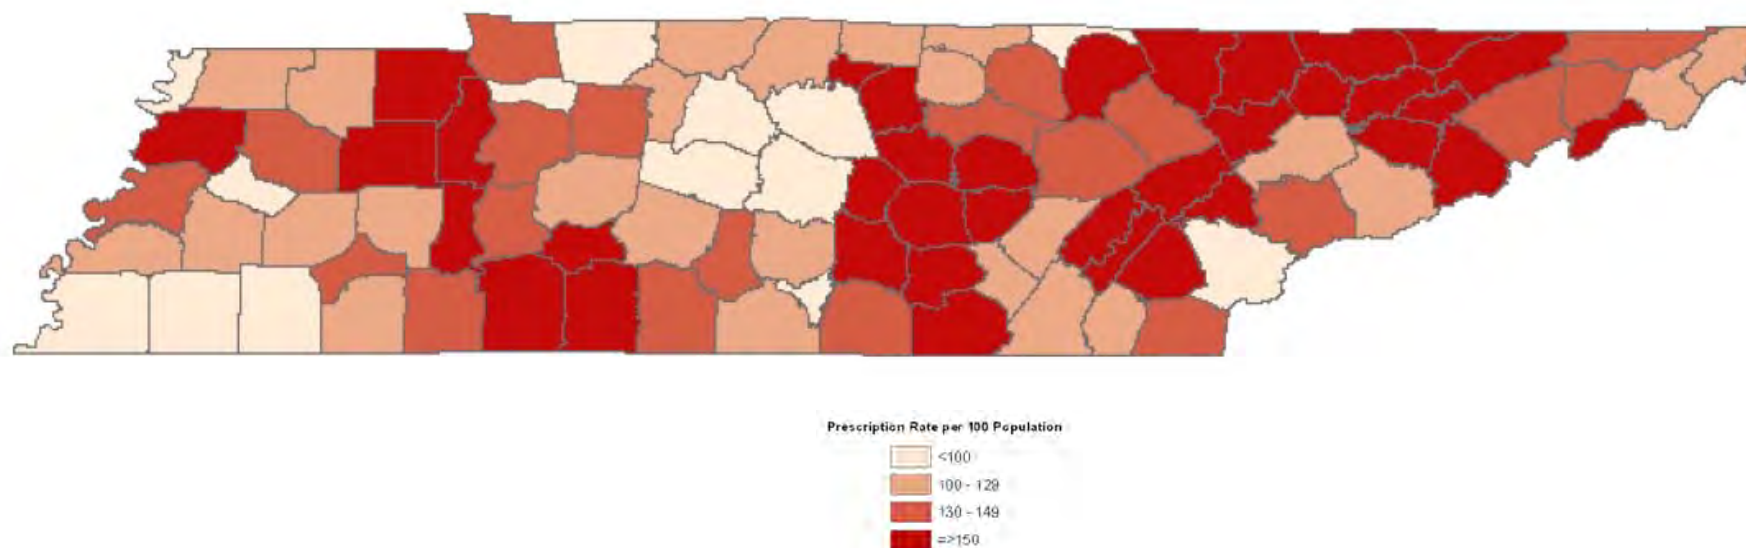 Prescription Rate per 100 Population
<100
100 - 129
130 - 149
=>150